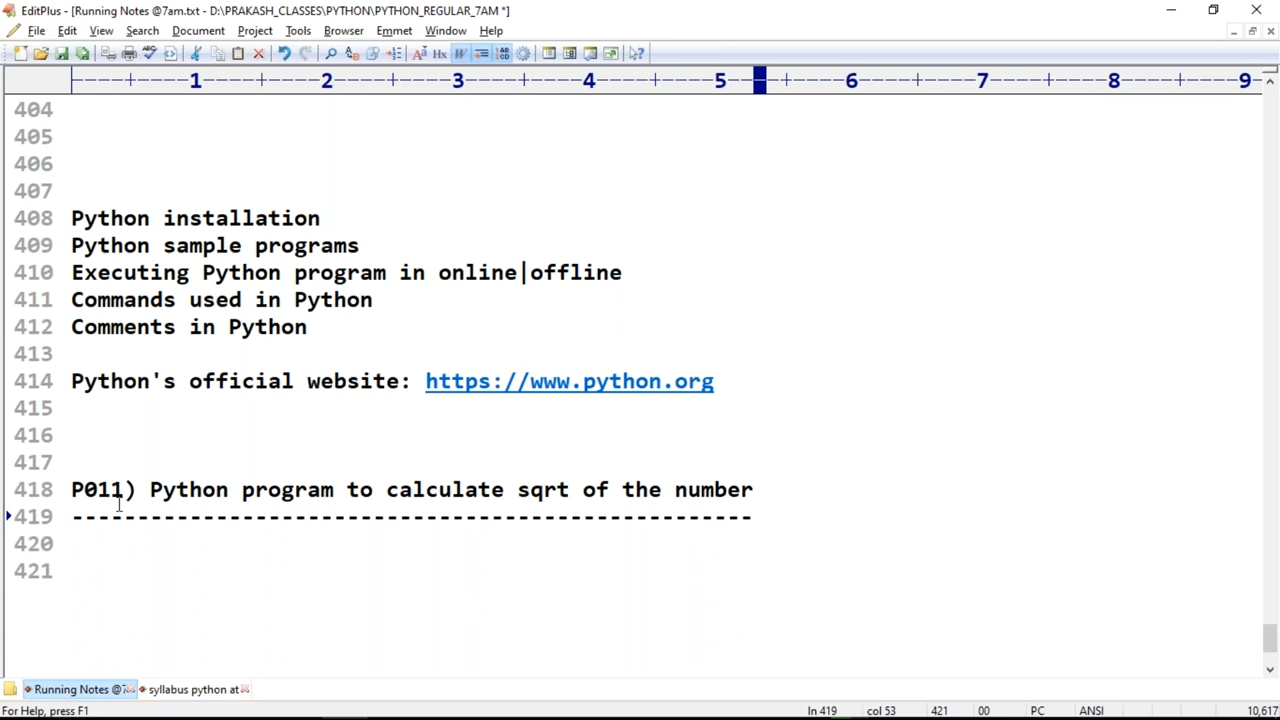 EditPlus - [Running Notes @7am.txt - D:\PRAKASH_CLASSES\PYTHON\PYTHON_REGULAR_7AM *]
File Edit View Search Document Project Tools Browser Emmet Window Help
----+----1----+----2----+----3----+----4----+----5----+----6----+----7----+----8----+----9
404
405
406
407
408 Python installation
409 Python sample programs
410 Executing Python program in online|offline
411 Commands used in Python
412 Comments in Python
413
414 Python's official website: https://www.python.org
415
416
417
418 P011) Python program to calculate sqrt of the number
419 ----------------------------------------------------
420
421
Running Notes @7 syllabus python at
For Help, press F1 ln 419 col 53 421 00 PC ANSI 10,617